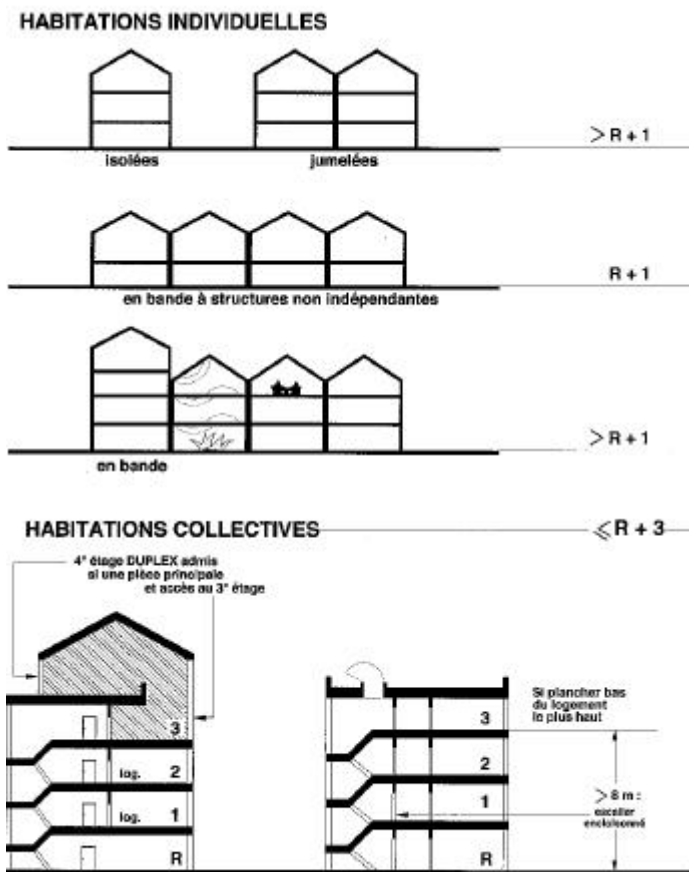 HABITATIONS INDIVIDUELLES
isolées
jumelées
> R + 1
R + 1
en bande à structures non indépendantes
> R + 1
en bande
HABITATIONS COLLECTIVES
⩽ R + 3
4° étage DUPLEX admis
si une pièce principale
et accès au 3° étage
3
log. 2
log. 1
R
3
2
1
R
Si plancher bas
du logement
le plus haut
> 8 m :
escalier
encloisonné